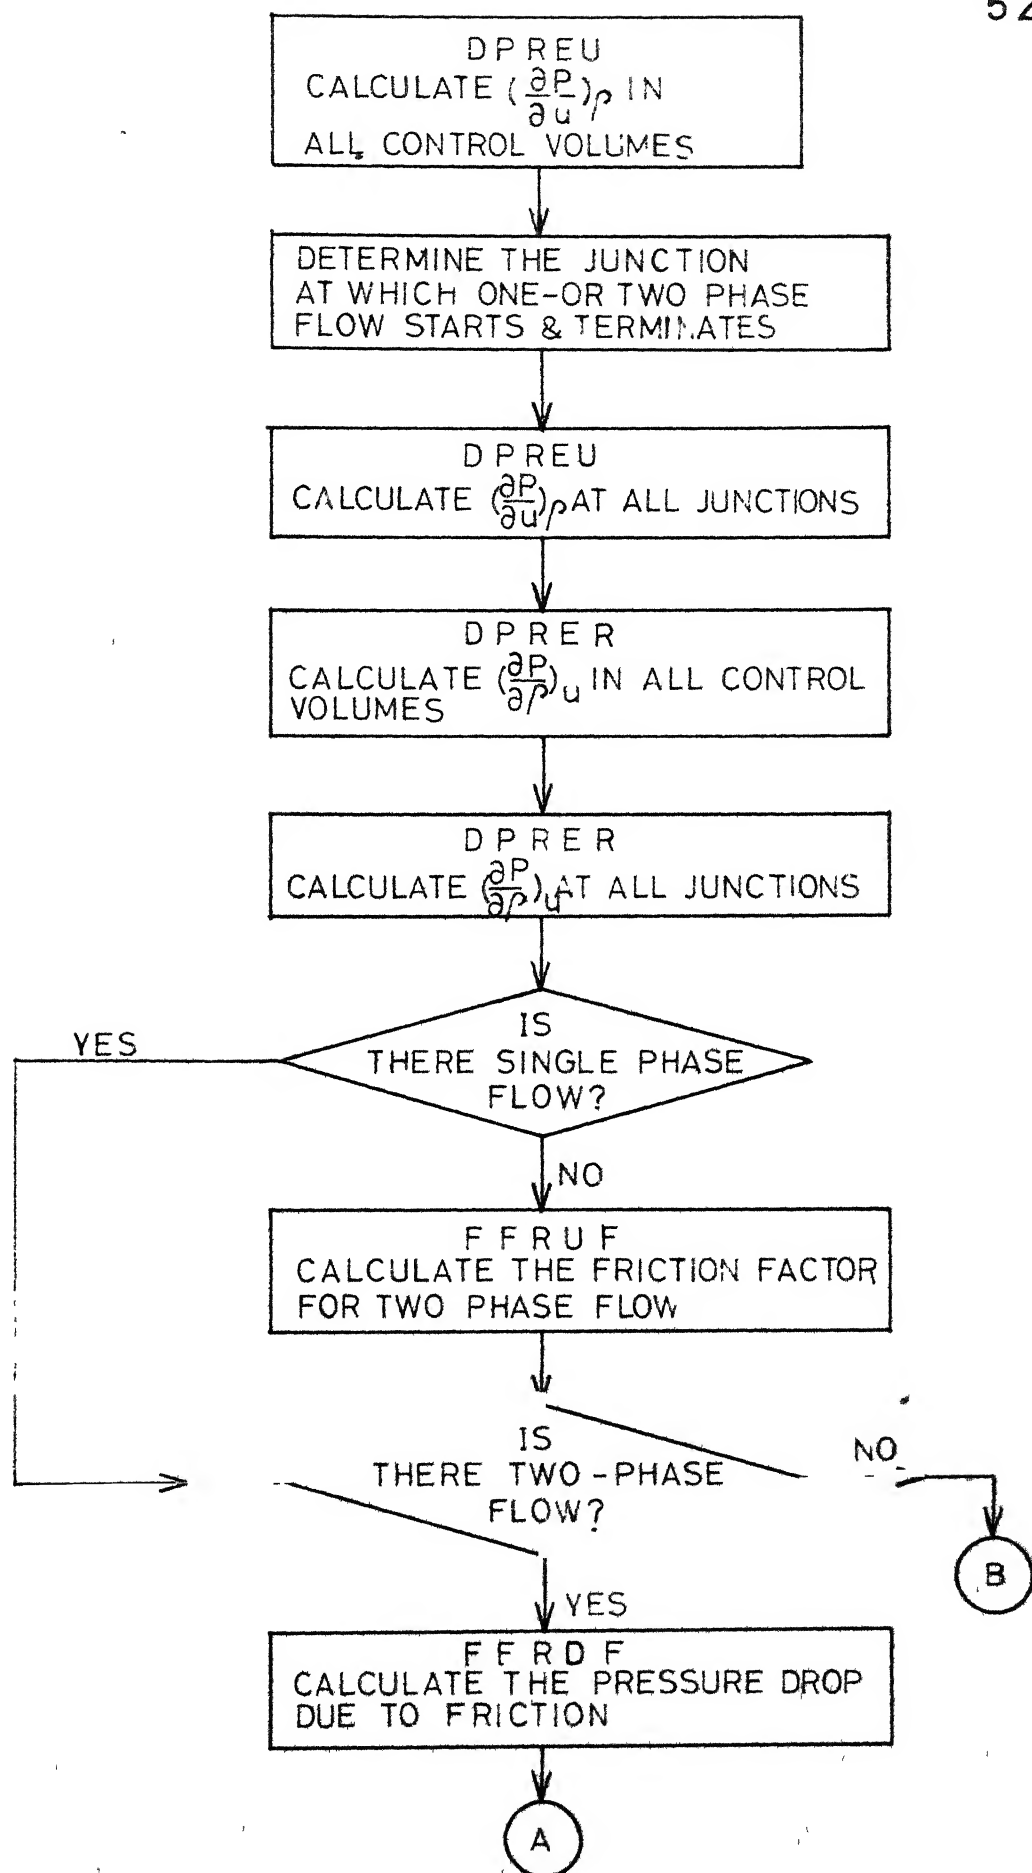 52
DPREU
CALCULATE (∂P/∂u)ρ IN
ALL CONTROL VOLUMES
DETERMINE THE JUNCTION
AT WHICH ONE-OR TWO PHASE
FLOW STARTS & TERMINATES
DPREU
CALCULATE (∂P/∂u)ρ AT ALL JUNCTIONS
DPRER
CALCULATE (∂P/∂ρ)u IN ALL CONTROL
VOLUMES
DPRER
CALCULATE (∂P/∂ρ)u AT ALL JUNCTIONS
YES
IS
THERE SINGLE PHASE
FLOW?
NO
FFRUF
CALCULATE THE FRICTION FACTOR
FOR TWO PHASE FLOW
IS
THERE TWO-PHASE
FLOW?
NO
B
YES
FFRDF
CALCULATE THE PRESSURE DROP
DUE TO FRICTION
A